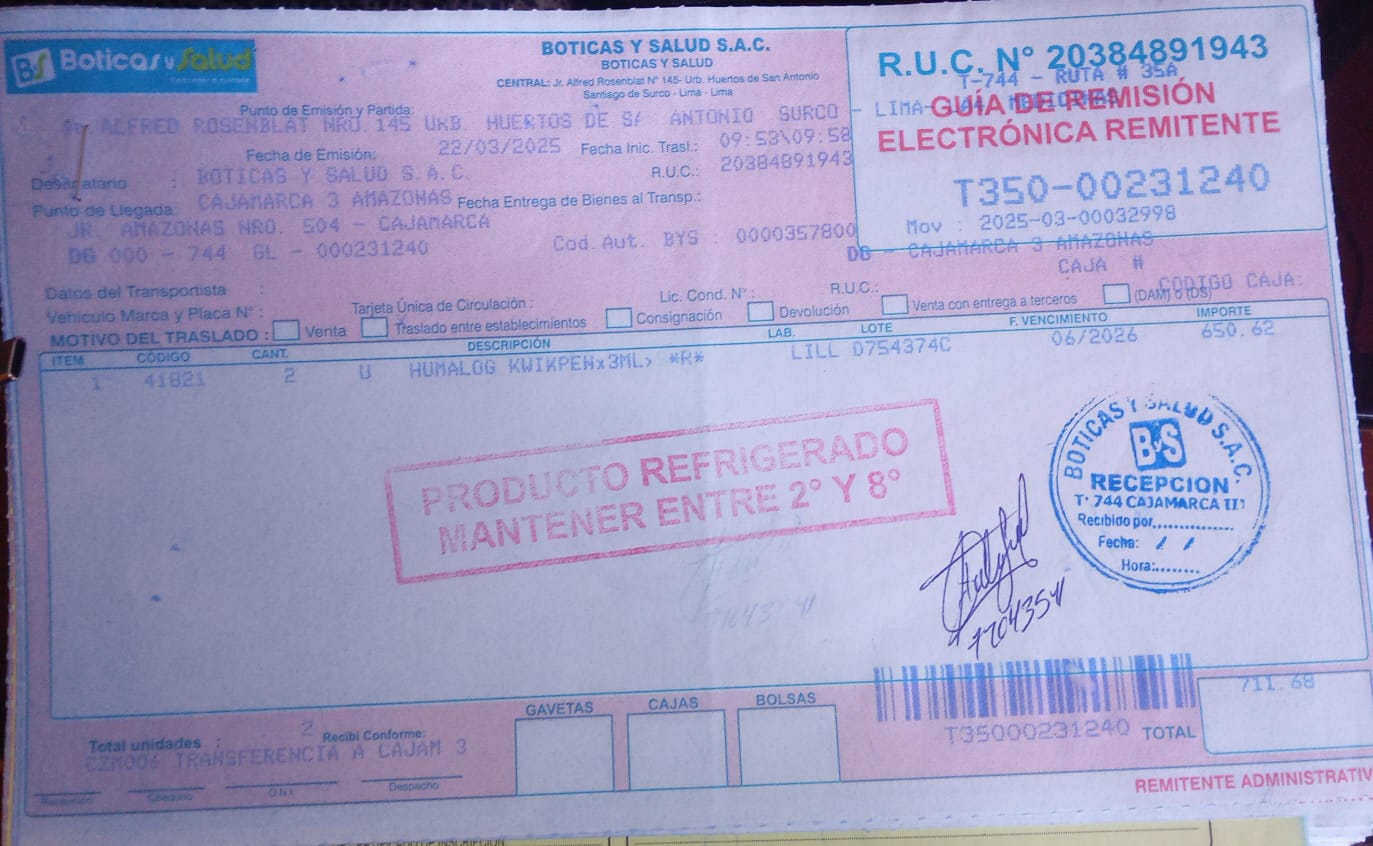 BS Boticas y Salud
BOTICAS Y SALUD S.A.C.
BOTICAS Y SALUD
CENTRAL: Jr. Alfred Rosenblat N° 145- Urb. Huertos de San Antonio
Santiago de Surco - Lima - Lima
R.U.C. N° 20384891943
T-744 - RUTA # 35A
GUÍA DE REMISIÓN
ELECTRÓNICA REMITENTE
T350-00231240
Mov : 2025-03-00032998
DG - CAJAMARCA 3 AMAZONAS
CAJA #
CODIGO CAJA:
Punto de Emisión y Partida:
ALFRED ROSENBLAT NRO. 145 URB. HUERTOS DE SA ANTONIO SURCO - LIMA-
Fecha de Emisión: 22/03/2025 Fecha Inic. Trasl.: 09:53\09:58
Destinatario : BOTICAS Y SALUD S.A.C. R.U.C.: 20384891943
Punto de Llegada: CAJAMARCA 3 AMAZONAS Fecha Entrega de Bienes al Transp.:
JR. AMAZONAS NRO. 504 - CAJAMARCA
DG 000 - 744 GL - 000231240 Cod. Aut. BYS : 0000357800
Datos del Transportista :
Vehículo Marca y Placa N° : Tarjeta Única de Circulación : Lic. Cond. N° : R.U.C.:
MOTIVO DEL TRASLADO : Venta Traslado entre establecimientos Consignación Devolución Venta con entrega a terceros (DAM) ó (DS)
ITEM CÓDIGO CANT. DESCRIPCIÓN LAB. LOTE F. VENCIMIENTO IMPORTE
1 41821 2 U HUMALOG KWIKPENx3ML> *R* LILL D754374C 06/2026 650.62
PRODUCTO REFRIGERADO
MANTENER ENTRE 2° Y 8°
BOTICAS Y SALUD S.A.C.
B•S
RECEPCION
T· 744 CAJAMARCA III
Recibido por..............
Fecha: / /
Hora:........
77043541
GAVETAS CAJAS BOLSAS
711.68
T35000231240 TOTAL
Total unidades : 2 Recibi Conforme:
CZM006 TRANSFERENCIA A CAJAM 3
Recepción Chequeo D.N.I. Despacho
REMITENTE ADMINISTRATIV